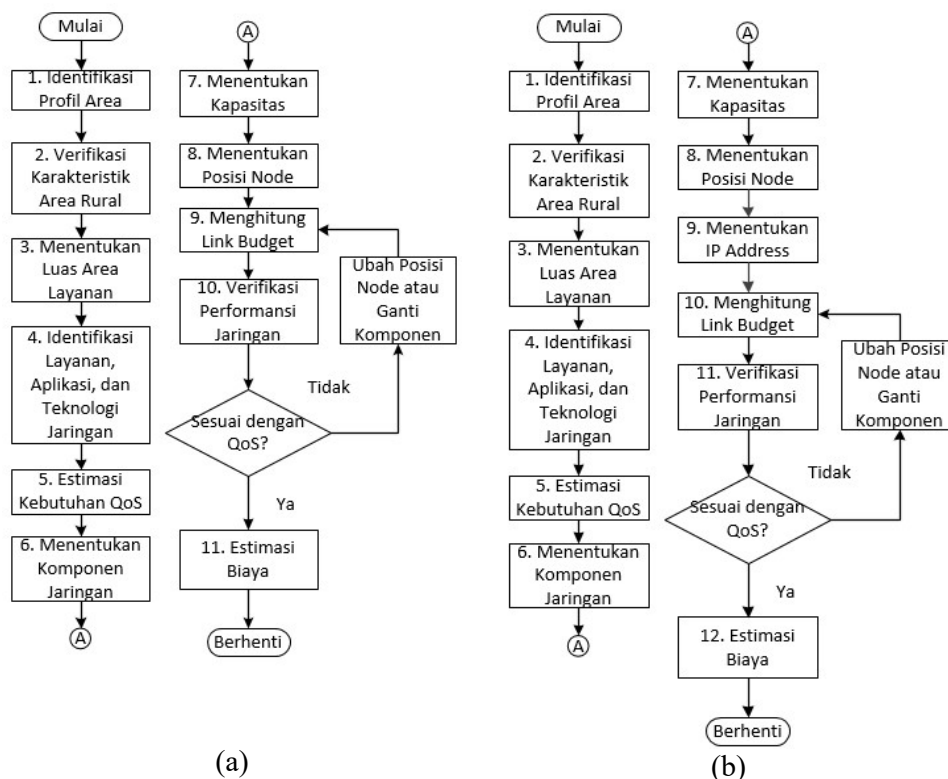 Mulai
1. Identifikasi
Profil Area
2. Verifikasi
Karakteristik
Area Rural
3. Menentukan
Luas Area
Layanan
4. Identifikasi
Layanan,
Aplikasi, dan
Teknologi
Jaringan
5. Estimasi
Kebutuhan QoS
6. Menentukan
Komponen
Jaringan
A
A
7. Menentukan
Kapasitas
8. Menentukan
Posisi Node
9. Menghitung
Link Budget
10. Verifikasi
Performansi
Jaringan
Ubah Posisi
Node atau
Ganti
Komponen
Tidak
Sesuai dengan
QoS?
Ya
11. Estimasi
Biaya
Berhenti
(a)
Mulai
1. Identifikasi
Profil Area
2. Verifikasi
Karakteristik
Area Rural
3. Menentukan
Luas Area
Layanan
4. Identifikasi
Layanan,
Aplikasi, dan
Teknologi
Jaringan
5. Estimasi
Kebutuhan QoS
6. Menentukan
Komponen
Jaringan
A
A
7. Menentukan
Kapasitas
8. Menentukan
Posisi Node
9. Menentukan
IP Address
10. Menghitung
Link Budget
11. Verifikasi
Performansi
Jaringan
Ubah Posisi
Node atau
Ganti
Komponen
Tidak
Sesuai dengan
QoS?
Ya
12. Estimasi
Biaya
Berhenti
(b)